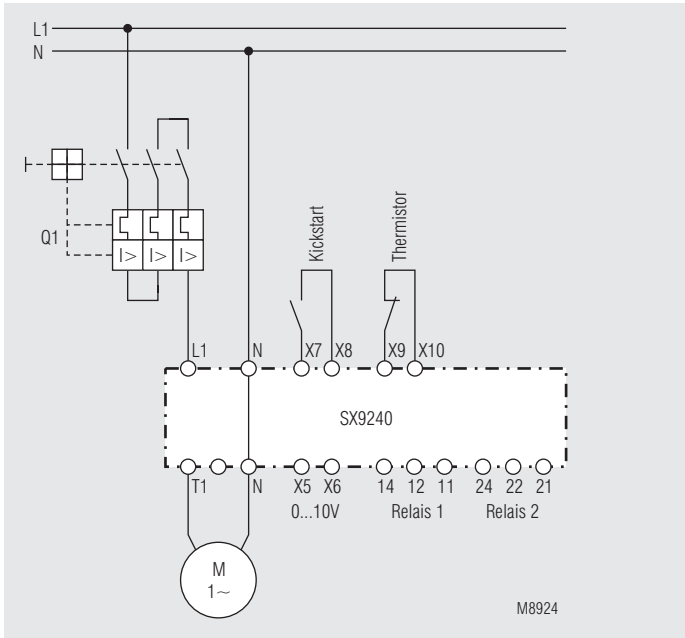 L1
N
Q1
I> I> I>
Kickstart
Thermistor
L1 N X7 X8 X9 X10
SX9240
T1 N X5 X6 14 12 11 24 22 21
0...10V Relais 1 Relais 2
M
1~
M8924